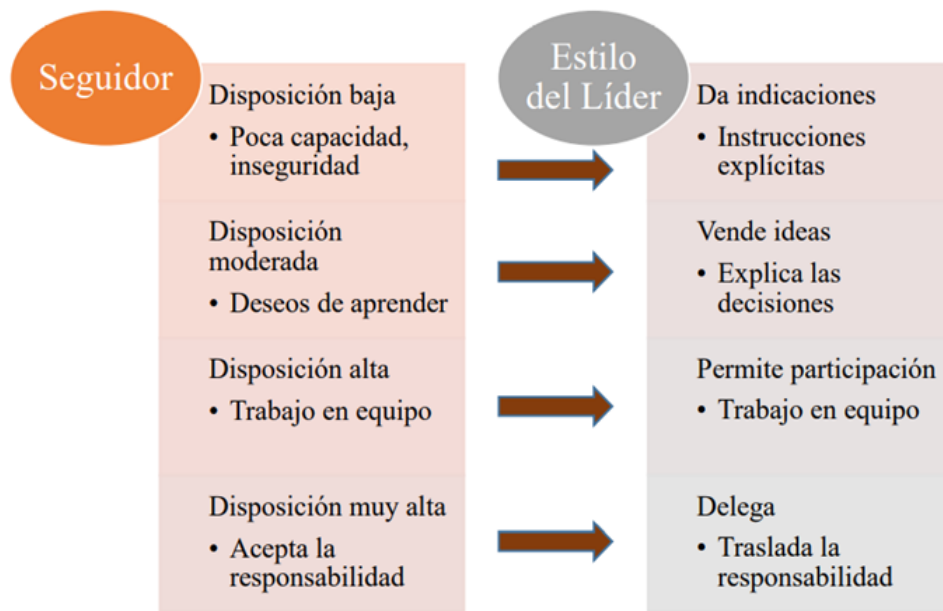 Seguidor
Estilo
del Líder
Disposición baja
• Poca capacidad,
inseguridad
Da indicaciones
• Instrucciones
explícitas
Disposición
moderada
• Deseos de aprender
Vende ideas
• Explica las
decisiones
Disposición alta
• Trabajo en equipo
Permite participación
• Trabajo en equipo
Disposición muy alta
• Acepta la
responsabilidad
Delega
• Traslada la
responsabilidad